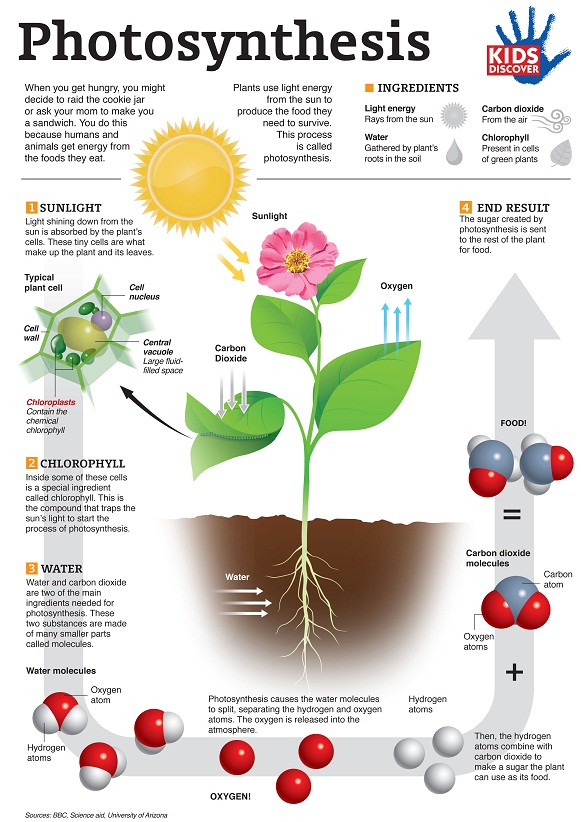 Photosynthesis
KIDS
DISCOVER
When you get hungry, you might
decide to raid the cookie jar
or ask your mom to make you
a sandwich. You do this
because humans and
animals get energy from
the foods they eat.
Plants use light energy
from the sun to
produce the food they
need to survive.
This process
is called
photosynthesis.
INGREDIENTS
Light energy
Rays from the sun
Carbon dioxide
From the air
Water
Gathered by plant's
roots in the soil
Chlorophyll
Present in cells
of green plants
1 SUNLIGHT
Light shining down from the
sun is absorbed by the plant's
cells. These tiny cells are what
make up the plant and its leaves.
Typical
plant cell
Cell
nucleus
Cell
wall
Central
vacuole
Large fluid-
filled space
Chloroplasts
Contain the
chemical
chlorophyll
Sunlight
Carbon
Dioxide
Oxygen
Water
2 CHLOROPHYLL
Inside some of these cells
is a special ingredient
called chlorophyll. This is
the compound that traps the
sun's light to start the
process of photosynthesis.
3 WATER
Water and carbon dioxide
are two of the main
ingredients needed for
photosynthesis. These
two substances are made
of many smaller parts
called molecules.
Water molecules
Oxygen
atom
Hydrogen
atoms
Photosynthesis causes the water molecules
to split, separating the hydrogen and oxygen
atoms. The oxygen is released into the
atmosphere.
OXYGEN!
Hydrogen
atoms
Then, the hydrogen
atoms combine with
carbon dioxide to
make a sugar the plant
can use as its food.
4 END RESULT
The sugar created by
photosynthesis is sent
to the rest of the plant
for food.
FOOD!
=
Carbon dioxide
molecules
Carbon
atom
Oxygen
atoms
+
Sources: BBC, Science aid, University of Arizona